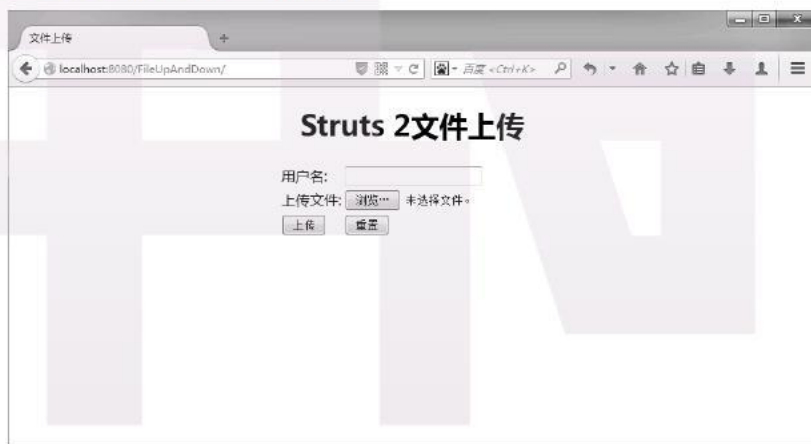 文件上传
localhost:8080/FileUpAndDown/
百度 <Ctrl+K>
Struts 2文件上传
用户名:
上传文件: 浏览… 未选择文件。
上传 重置